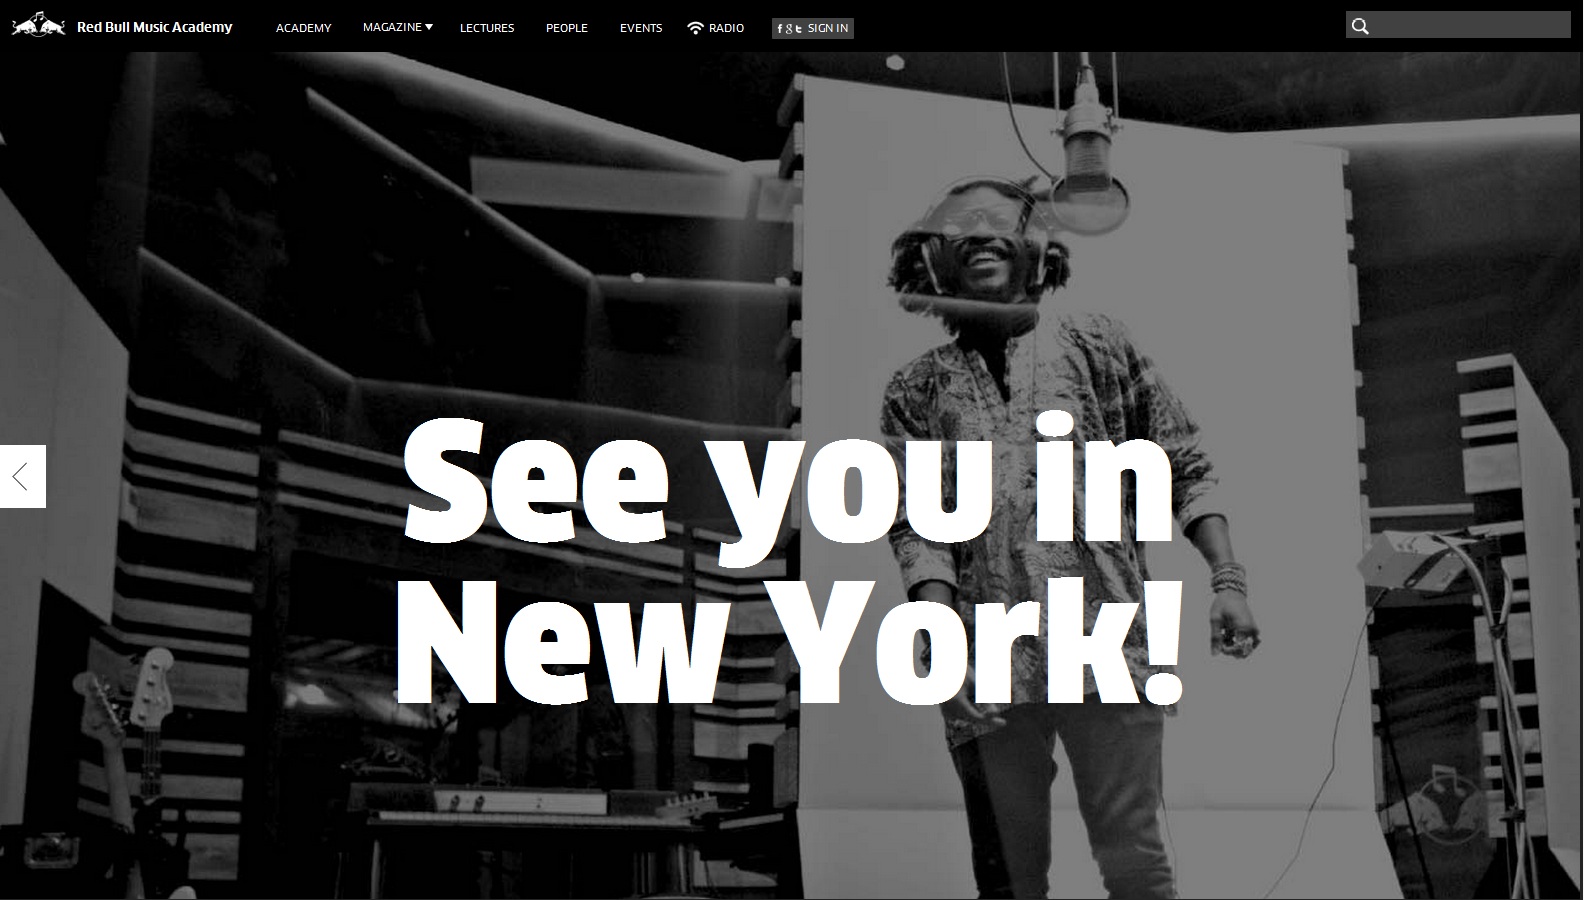 Red Bull Music Academy
ACADEMY
MAGAZINE
LECTURES
PEOPLE
EVENTS
RADIO
f g t SIGN IN
See you in
New York!